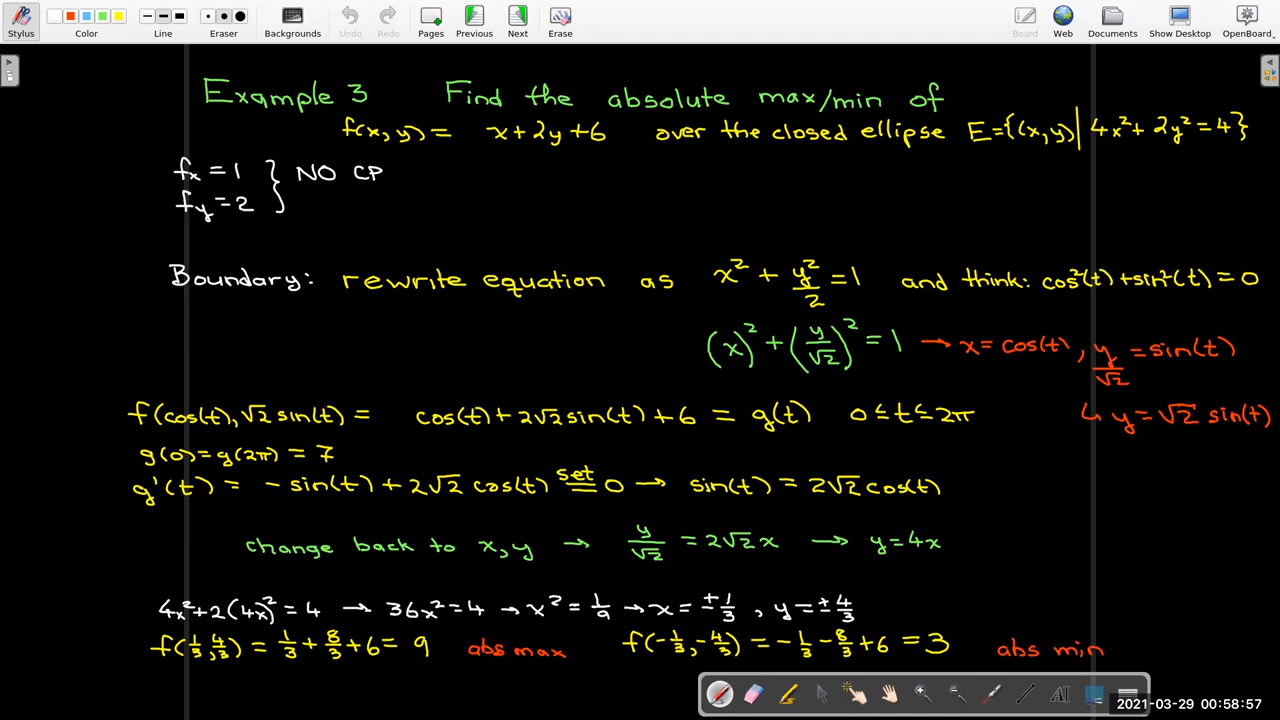 Stylus Color Line Eraser Backgrounds Undo Redo Pages Previous Next Erase Board Web Documents Show Desktop OpenBoard
Example 3 Find the absolute max/min of
f(x,y) = x+2y+6 over the closed ellipse E={(x,y)|4x²+2y²=4}
fx = 1 } NO CP
fy = 2
Boundary: rewrite equation as x² + y²/2 = 1 and think: cos²(t)+sin²(t)=0
(x)² + (y/√2)² = 1 → x = cos(t), y/√2 = sin(t)
f(cos(t), √2 sin(t)) = cos(t)+2√2 sin(t)+6 = g(t) 0≤t≤2π ↳ y=√2 sin(t)
g(0)=g(2π) = 7
g'(t) = -sin(t)+2√2 cos(t) set = 0 → sin(t) = 2√2 cos(t)
change back to x,y → y/√2 = 2√2 x → y=4x
4x²+2(4x)² = 4 → 36x²=4 → x² = 1/9 → x = ±1/3, y = ±4/3
f(1/3, 4/3) = 1/3 + 8/3 + 6 = 9 abs max f(-1/3, -4/3) = -1/3 - 8/3 + 6 = 3 abs min
2021-03-29 00:58:57